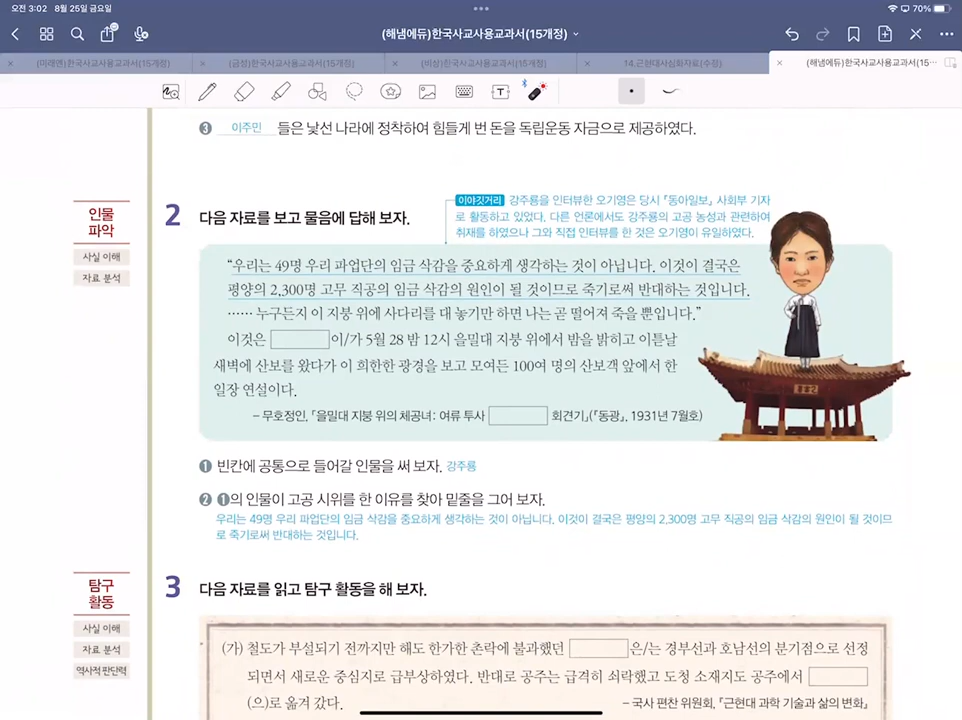 오전 3:02 8월 25일 금요일
70%
(해냄에듀)한국사교사용교과서(15개정)
(미래엔)한국사교사용교과서(15개정)
(금성)한국사교사용교과서(15개정)
(비상)한국사교사용교과서(15개정)
14.근현대사심화자료(수정)
(해냄에듀)한국사교사용교과서(15…
③ 이주민 들은 낯선 나라에 정착하여 힘들게 번 돈을 독립운동 자금으로 제공하였다.
인물
파악
사실 이해
자료 분석
2 다음 자료를 보고 물음에 답해 보자.
이야깃거리 강주룡을 인터뷰한 오기영은 당시 『동아일보』 사회부 기자
로 활동하고 있었다. 다른 언론에서도 강주룡의 고공 농성과 관련하여
취재를 하였으나 그와 직접 인터뷰를 한 것은 오기영이 유일하였다.
“우리는 49명 우리 파업단의 임금 삭감을 중요하게 생각하는 것이 아닙니다. 이것이 결국은
평양의 2,300명 고무 직공의 임금 삭감의 원인이 될 것이므로 죽기로써 반대하는 것입니다.
…… 누구든지 이 지붕 위에 사다리를 대 놓기만 하면 나는 곧 떨어져 죽을 뿐입니다.”
이것은 이/가 5월 28 밤 12시 을밀대 지붕 위에서 밤을 밝히고 이튿날
새벽에 산보를 왔다가 이 희한한 광경을 보고 모여든 100여 명의 산보객 앞에서 한
일장 연설이다.
– 무호정인, 「을밀대 지붕 위의 체공녀: 여류 투사 회견기」(『동광』, 1931년 7월호)
① 빈칸에 공통으로 들어갈 인물을 써 보자. 강주룡
② ①의 인물이 고공 시위를 한 이유를 찾아 밑줄을 그어 보자.
우리는 49명 우리 파업단의 임금 삭감을 중요하게 생각하는 것이 아닙니다. 이것이 결국은 평양의 2,300명 고무 직공의 임금 삭감의 원인이 될 것이므
로 죽기로써 반대하는 것입니다.
탐구
활동
사실 이해
자료 분석
역사적 판단력
3 다음 자료를 읽고 탐구 활동을 해 보자.
(가) 철도가 부설되기 전까지만 해도 한가한 촌락에 불과했던 은/는 경부선과 호남선의 분기점으로 선정
되면서 새로운 중심지로 급부상하였다. 반대로 공주는 급격히 쇠락했고 도청 소재지도 공주에서
(으)로 옮겨 갔다.
– 국사 편찬 위원회, 『근현대 과학 기술과 삶의 변화』